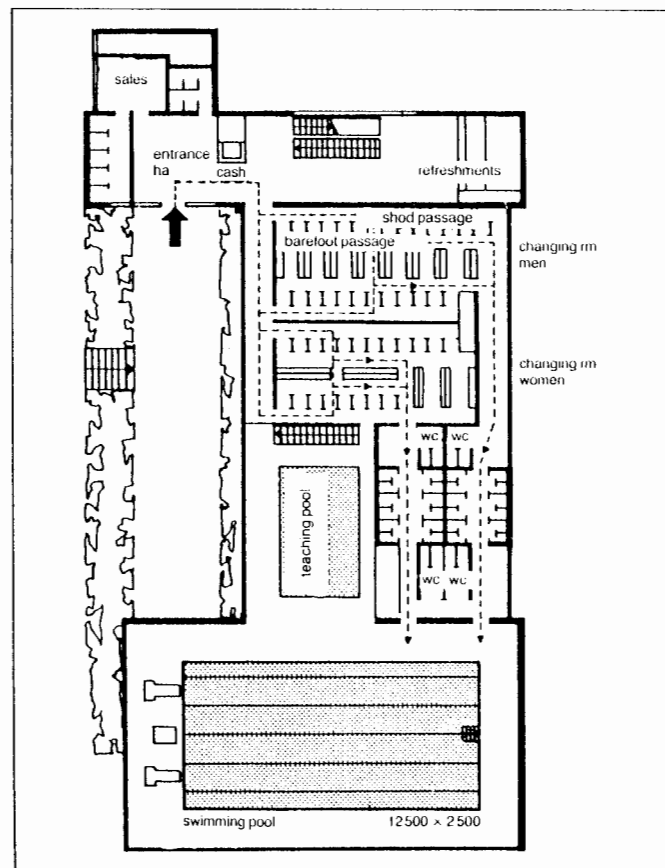 sales
entrance
ha
cash
refreshments
shod passage
barefoot passage
changing rm
men
changing rm
women
wc wc
teaching pool
wc wc
swimming pool 12500 × 2500